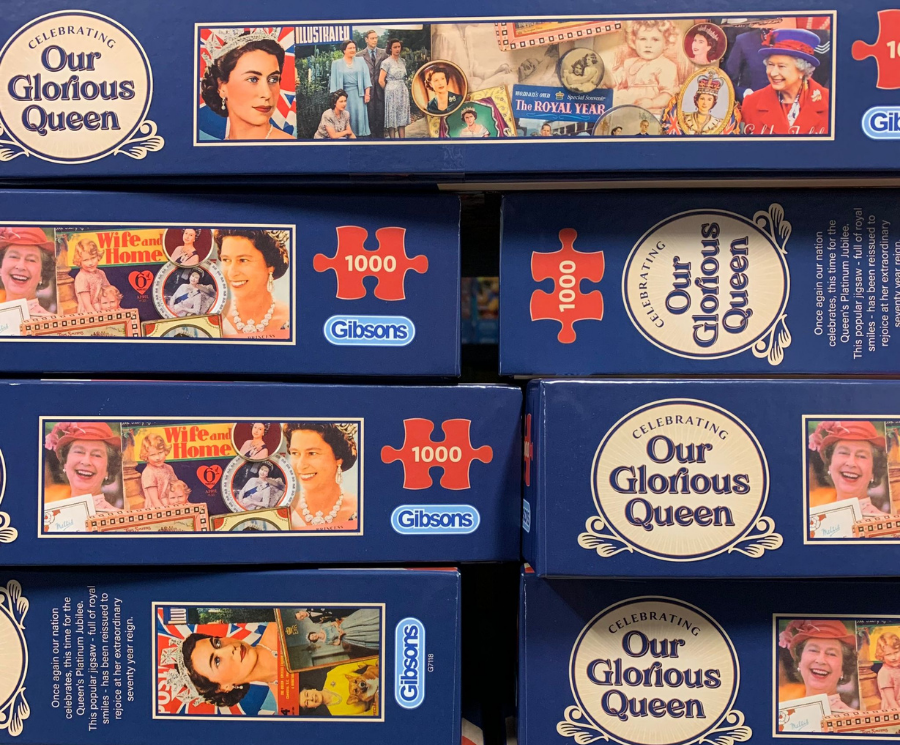 CELEBRATING
Our
Glorious
Queen
ILLUSTRATED
Special Souvenir
The ROYAL YEAR
10
Gib
Wife and
Home
1000
Gibsons
1000
CELEBRATING
Our
Glorious
Queen
Once again our nation
celebrates, this time for the
Queen's Platinum Jubilee.
This popular jigsaw - full of royal
smiles - has been reissued to
rejoice at her extraordinary
seventy year reign
Wife and
Home
1000
Gibsons
CELEBRATING
Our
Glorious
Queen
Once again our nation
celebrates, this time for the
Queen's Platinum Jubilee.
This popular jigsaw - full of royal
smiles - has been reissued to
rejoice at her extraordinary
seventy year reign.
Gibsons
G7118
CELEBRATING
Our
Glorious
Queen